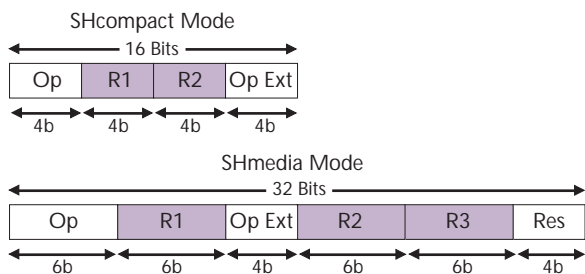 SHcompact Mode
16 Bits
Op R1 R2 Op Ext
4b 4b 4b 4b
SHmedia Mode
32 Bits
Op R1 Op Ext R2 R3 Res
6b 6b 4b 6b 6b 4b